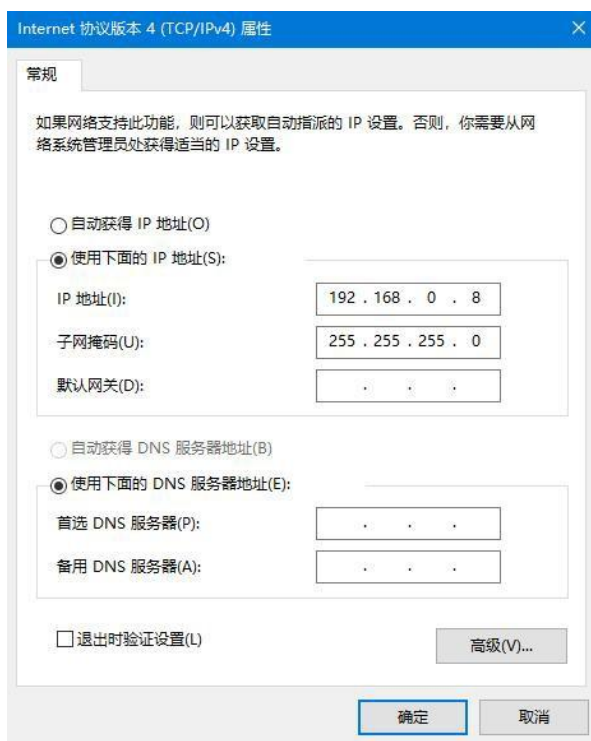 Internet 协议版本 4 (TCP/IPv4) 属性
常规
如果网络支持此功能，则可以获取自动指派的 IP 设置。否则，你需要从网
络系统管理员处获得适当的 IP 设置。
自动获得 IP 地址(O)
使用下面的 IP 地址(S):
IP 地址(I): 192 . 168 . 0 . 8
子网掩码(U): 255 . 255 . 255 . 0
默认网关(D): . . .
自动获得 DNS 服务器地址(B)
使用下面的 DNS 服务器地址(E):
首选 DNS 服务器(P): . . .
备用 DNS 服务器(A): . . .
退出时验证设置(L)
高级(V)...
确定 取消